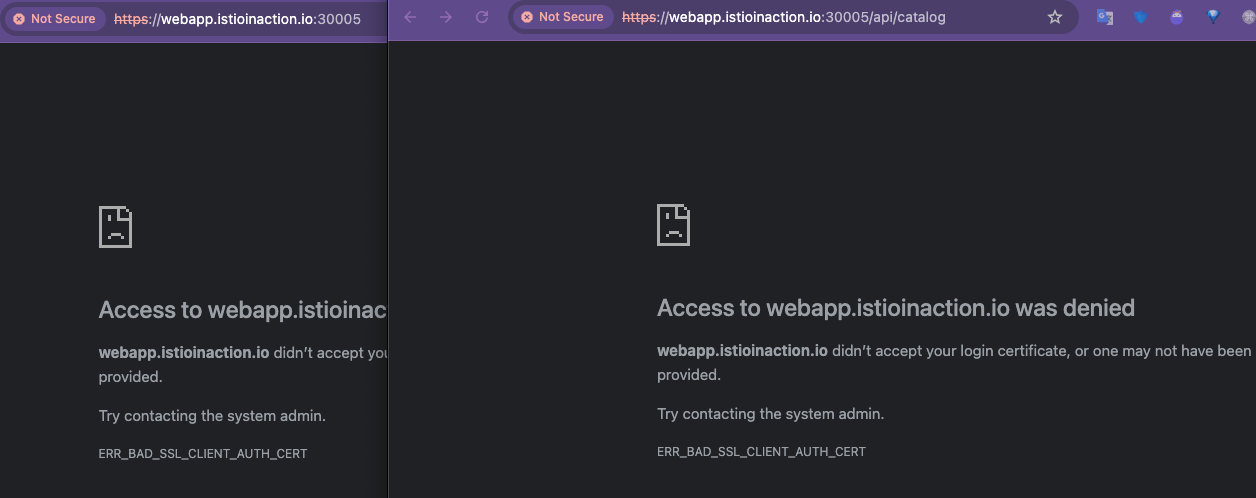 Not Secure https://webapp.istioinaction.io:30005
Access to webapp.istioinac
webapp.istioinaction.io didn't accept you
provided.
Try contacting the system admin.
ERR_BAD_SSL_CLIENT_AUTH_CERT
Not Secure https://webapp.istioinaction.io:30005/api/catalog
Access to webapp.istioinaction.io was denied
webapp.istioinaction.io didn't accept your login certificate, or one may not have been
provided.
Try contacting the system admin.
ERR_BAD_SSL_CLIENT_AUTH_CERT